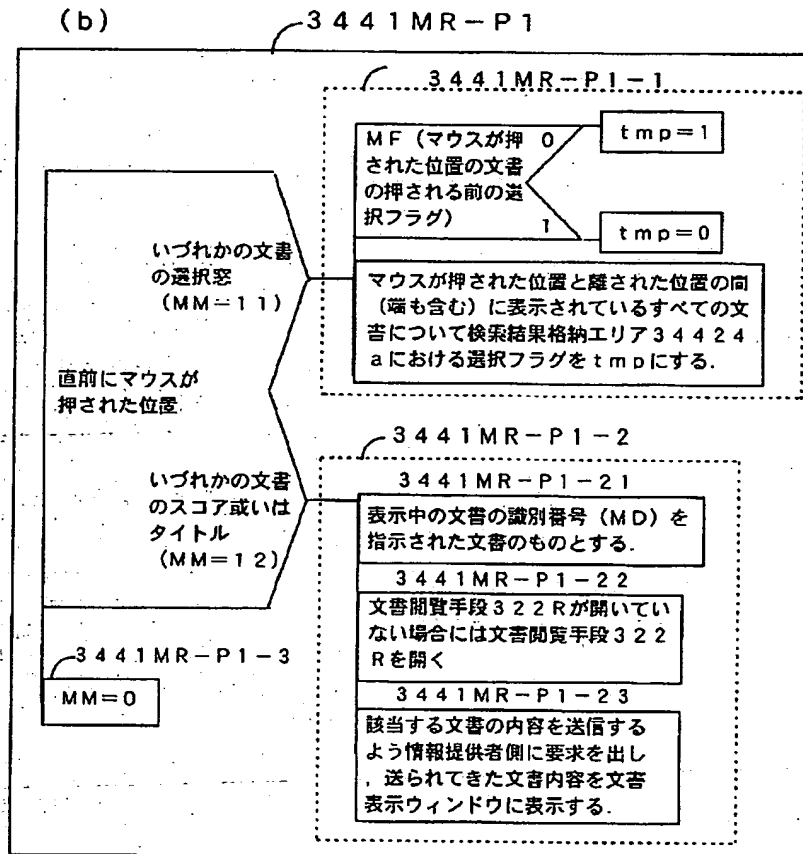 (b)
3441MR-P1
3441MR-P1-1
MF(マウスが押
された位置の文書
の押される前の選
択フラグ)
0
1
tmp=1
tmp=0
マウスが押された位置と離された位置の間
(端も含む)に表示されているすべての文
書について検索結果格納エリア34424
aにおける選択フラグをtmpにする.
いづれかの文書
の選択窓
(MM=11)
直前にマウスが
押された位置
いづれかの文書
のスコア或いは
タイトル
(MM=12)
3441MR-P1-2
3441MR-P1-21
表示中の文書の識別番号(MD)を
指示された文書のものとする.
3441MR-P1-22
文書閲覧手段322Rが開いてい
ない場合には文書閲覧手段322
Rを開く
3441MR-P1-23
該当する文書の内容を送信する
よう情報提供者側に要求を出し
,送られてきた文書内容を文書
表示ウィンドウに表示する.
3441MR-P1-3
MM=0